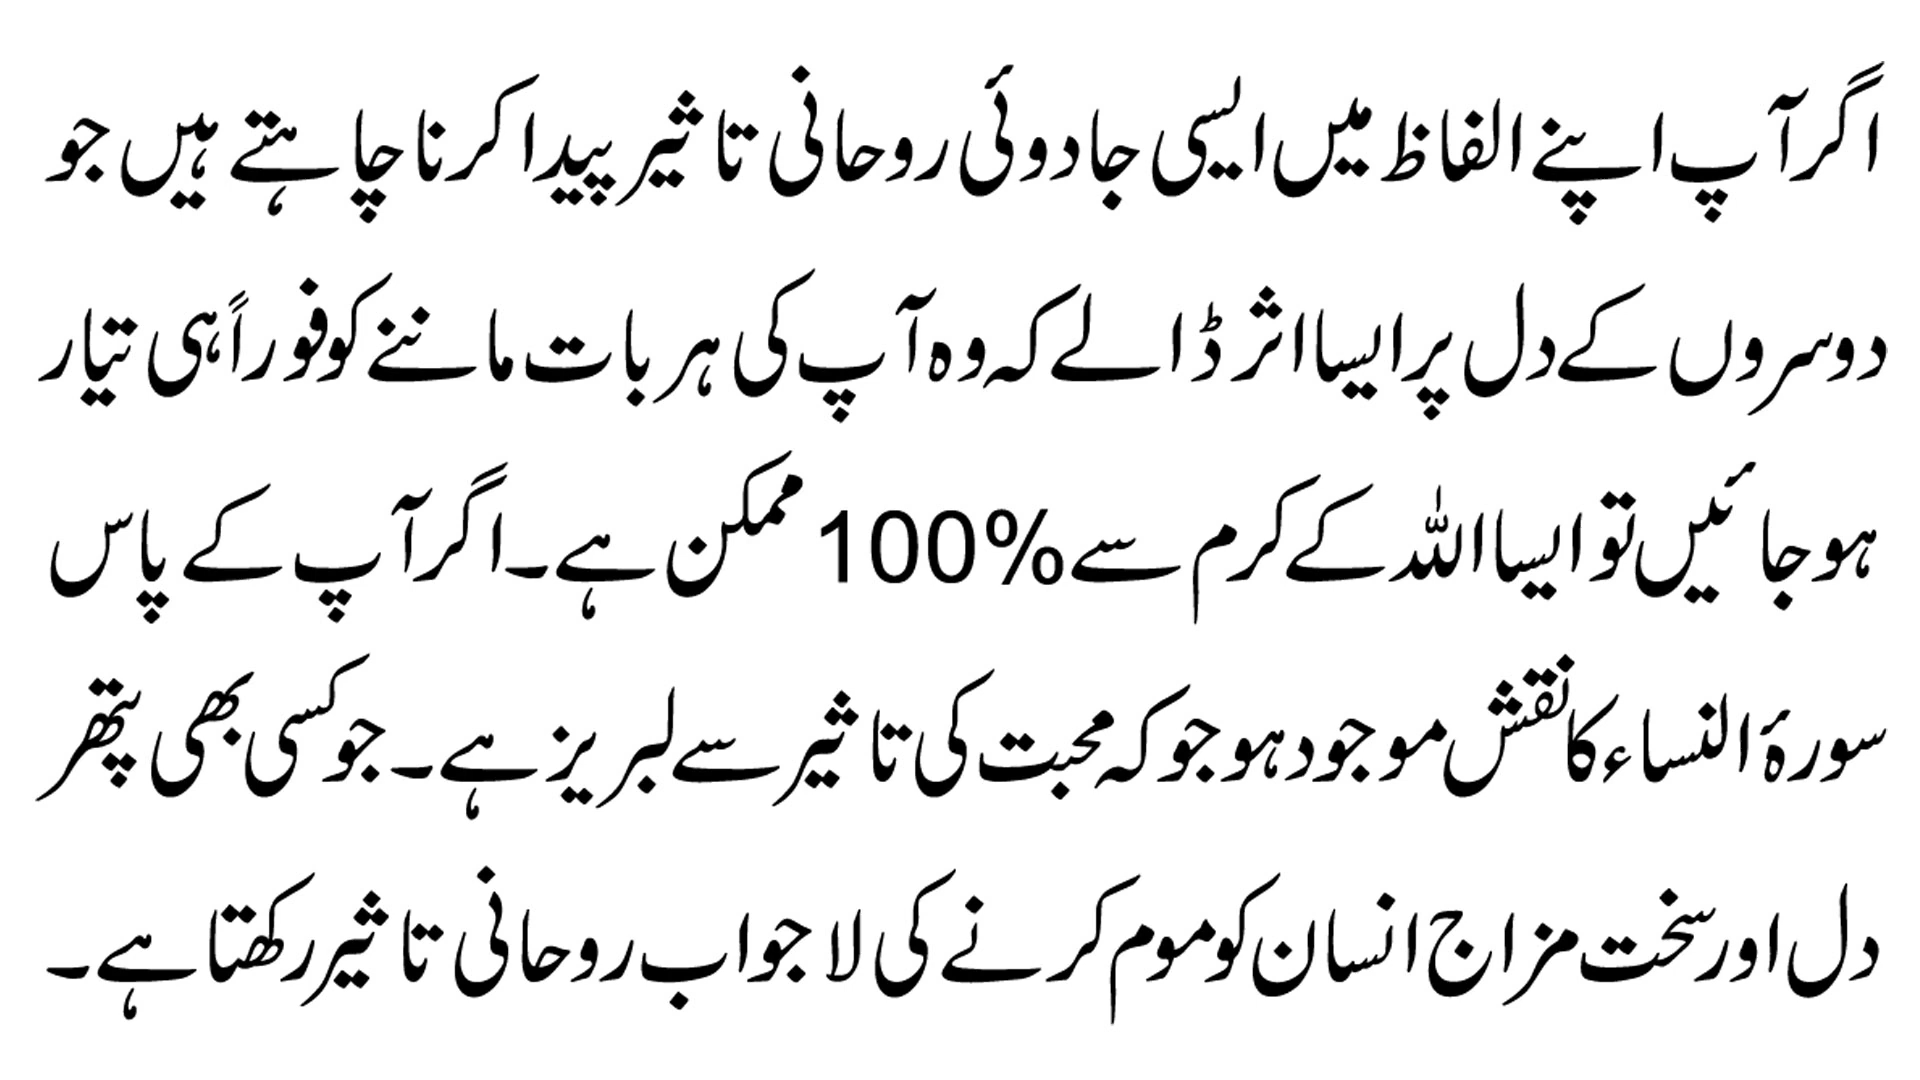 اگر آپ اپنے الفاظ میں ایسی جادوئی روحانی تاثیر پیدا کرنا چاہتے ہیں جو
دوسروں کے دل پر ایسا اثر ڈالے کہ وہ آپ کی ہر بات ماننے کو فوراً ہی تیار
ہو جائیں تو ایسا اللہ کے کرم سے 100% ممکن ہے۔ اگر آپ کے پاس
سورۂ النساء کا نقش موجود ہو جو کہ محبت کی تاثیر سے لبریز ہے۔ جو کسی بھی پتھر
دل اور سخت مزاج انسان کو موم کرنے کی لاجواب روحانی تاثیر رکھتا ہے۔